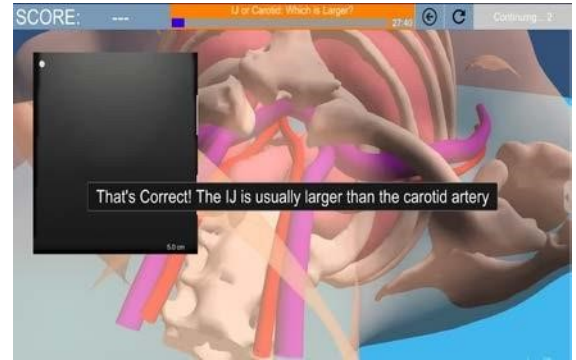 SCORE: ---
IJ or Carotid: Which is Larger?
27:40
Continuing... 2
That's Correct! The IJ is usually larger than the carotid artery
5.0 cm